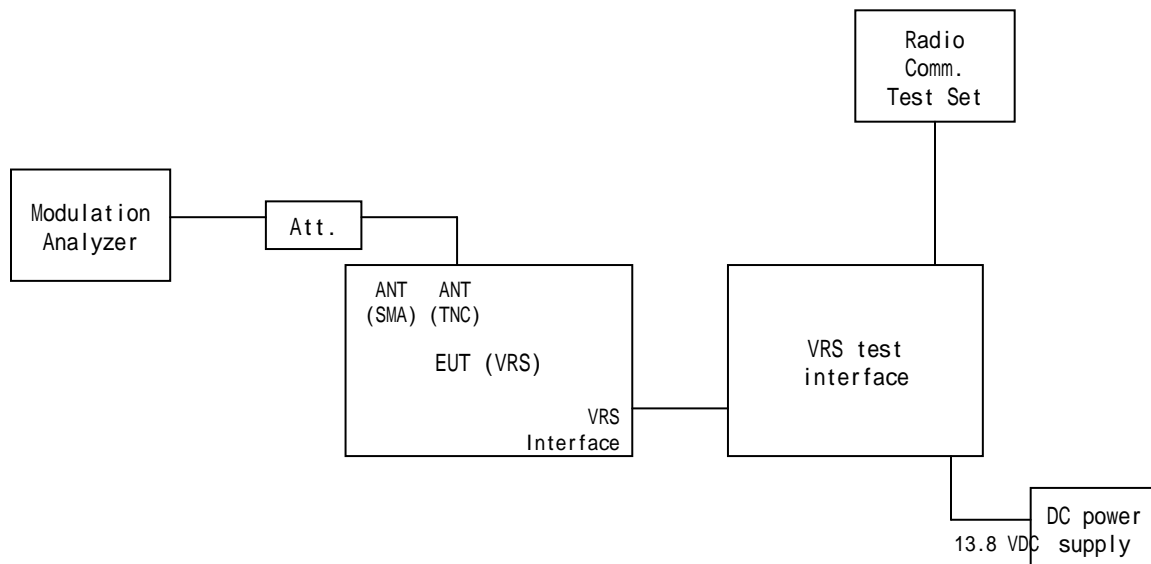 Radio
Comm.
Test Set
Modulation
Analyzer
Att.
ANT ANT
(SMA) (TNC)
EUT (VRS)
VRS
Interface
VRS test
interface
DC power
supply
13.8 VDC